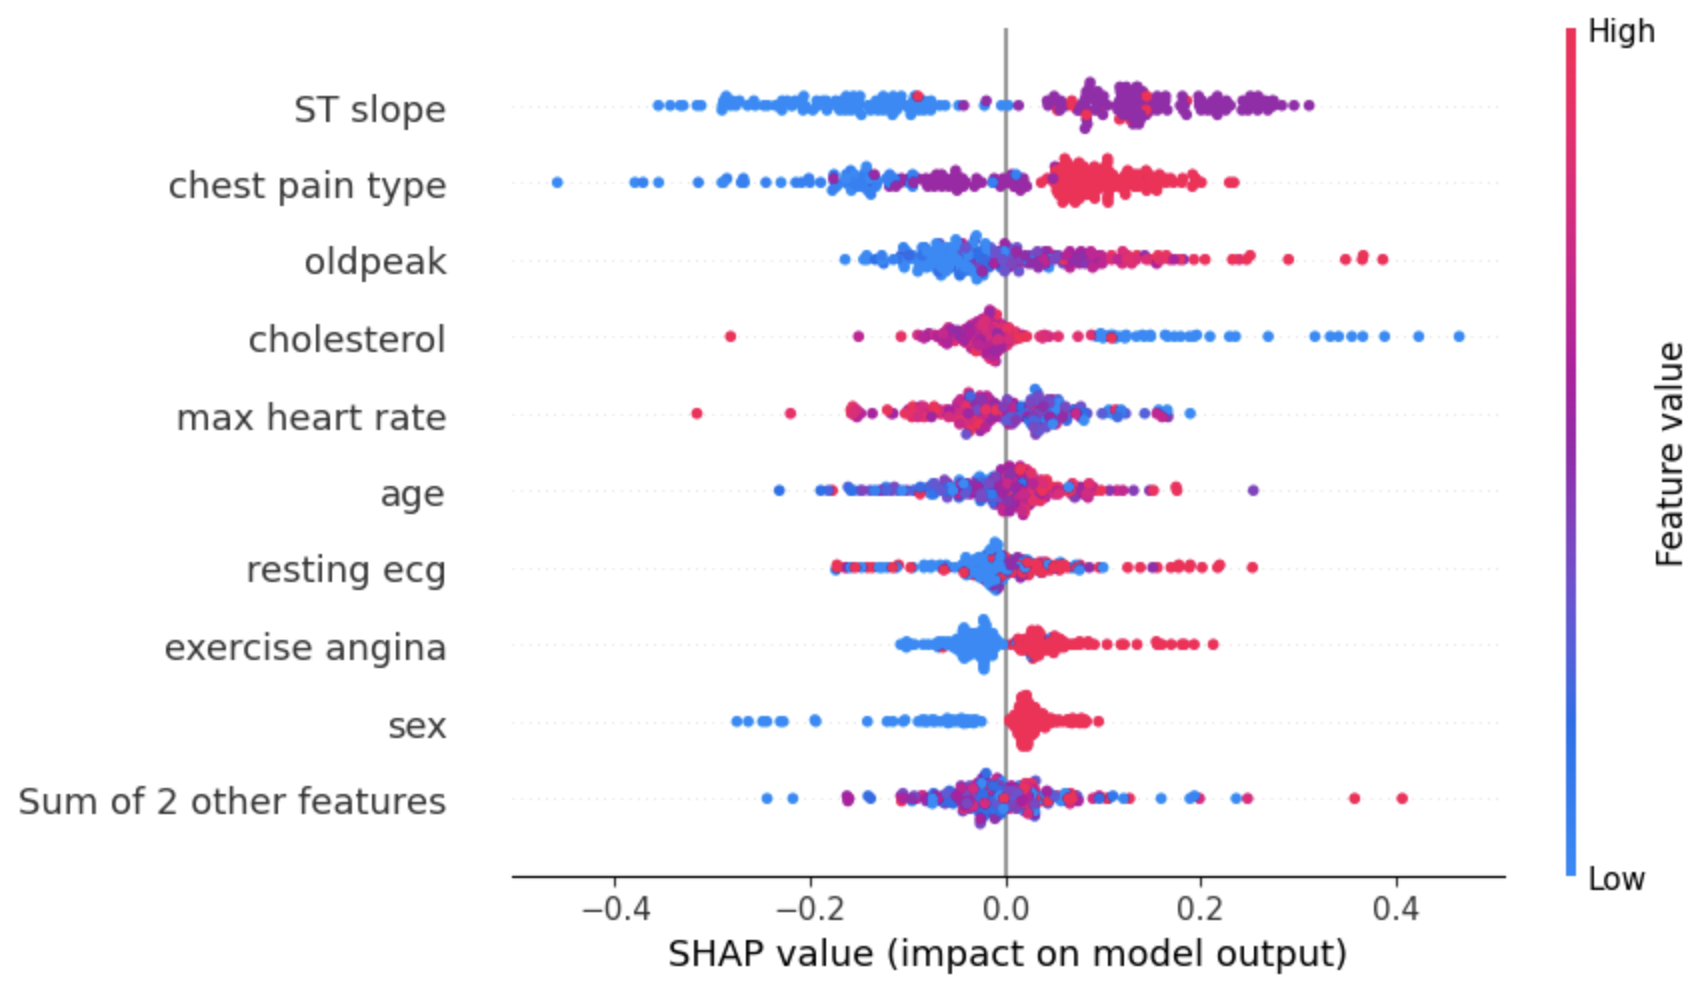 High
ST slope
chest pain type
oldpeak
cholesterol
max heart rate
age
resting ecg
exercise angina
sex
Sum of 2 other features
Feature value
Low
−0.4 −0.2 0.0 0.2 0.4
SHAP value (impact on model output)